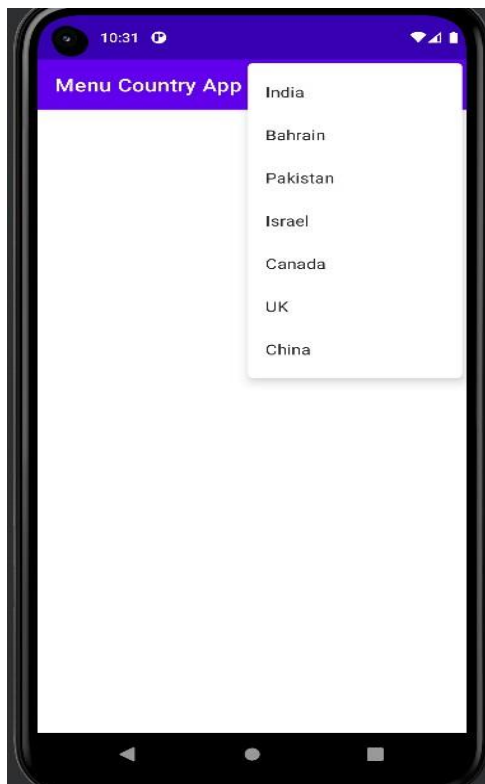 10:31
Menu Country App
India
Bahrain
Pakistan
Israel
Canada
UK
China